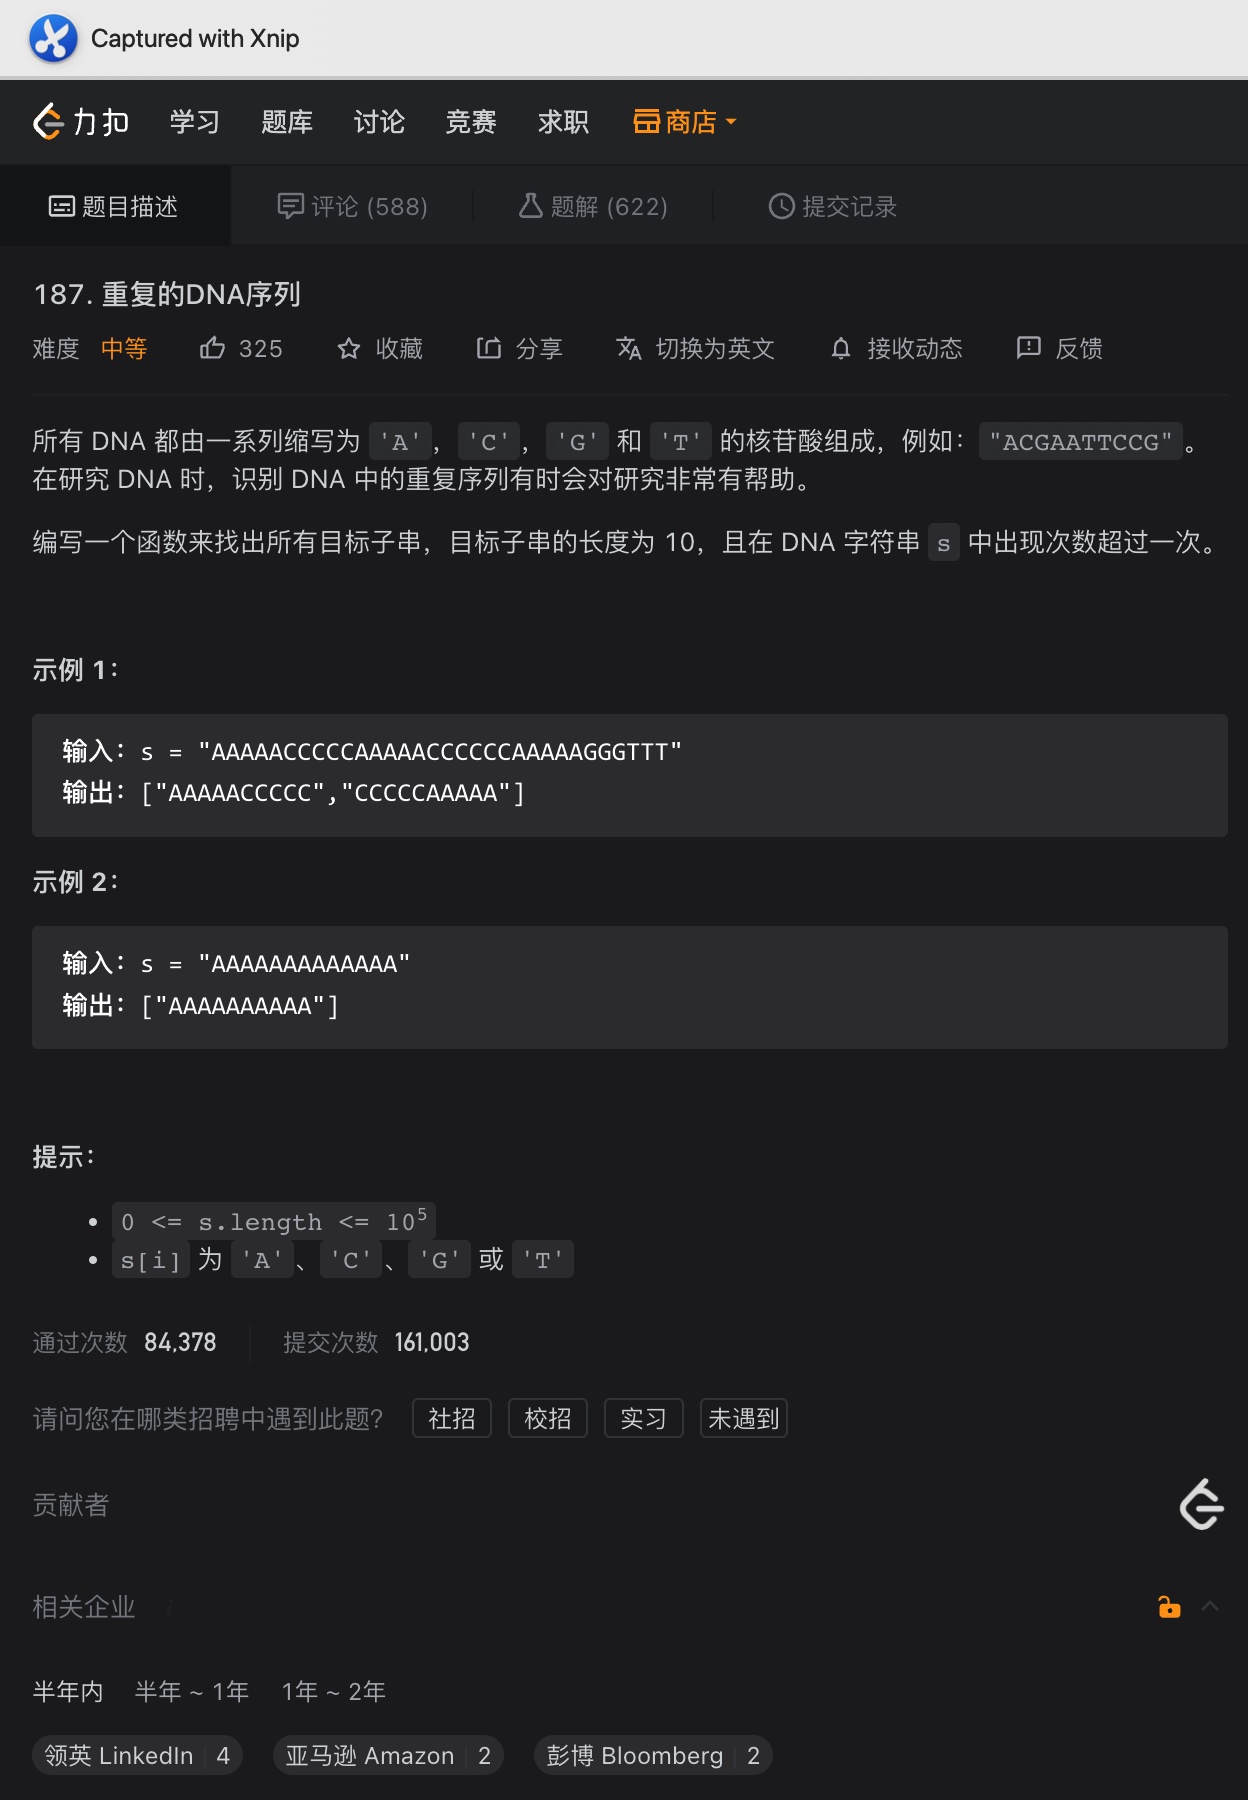 Captured with Xnip
力扣 学习 题库 讨论 竞赛 求职 商店
题目描述 评论 (588) 题解 (622) 提交记录
187. 重复的DNA序列
难度 中等 325 收藏 分享 切换为英文 接收动态 反馈
所有 DNA 都由一系列缩写为 'A'，'C'，'G' 和 'T' 的核苷酸组成，例如："ACGAATTCCG"。
在研究 DNA 时，识别 DNA 中的重复序列有时会对研究非常有帮助。
编写一个函数来找出所有目标子串，目标子串的长度为 10，且在 DNA 字符串 s 中出现次数超过一次。
示例 1：
输入：s = "AAAAACCCCCAAAAACCCCCCAAAAAGGGTTT"
输出：["AAAAACCCCC","CCCCCAAAAA"]
示例 2：
输入：s = "AAAAAAAAAAAAA"
输出：["AAAAAAAAAA"]
提示：
0 <= s.length <= 10⁵
s[i] 为 'A'、'C'、'G' 或 'T'
通过次数 84,378 提交次数 161,003
请问您在哪类招聘中遇到此题? 社招 校招 实习 未遇到
贡献者
相关企业 i
半年内 半年 ~ 1年 1年 ~ 2年
领英 LinkedIn 4 亚马逊 Amazon 2 彭博 Bloomberg 2